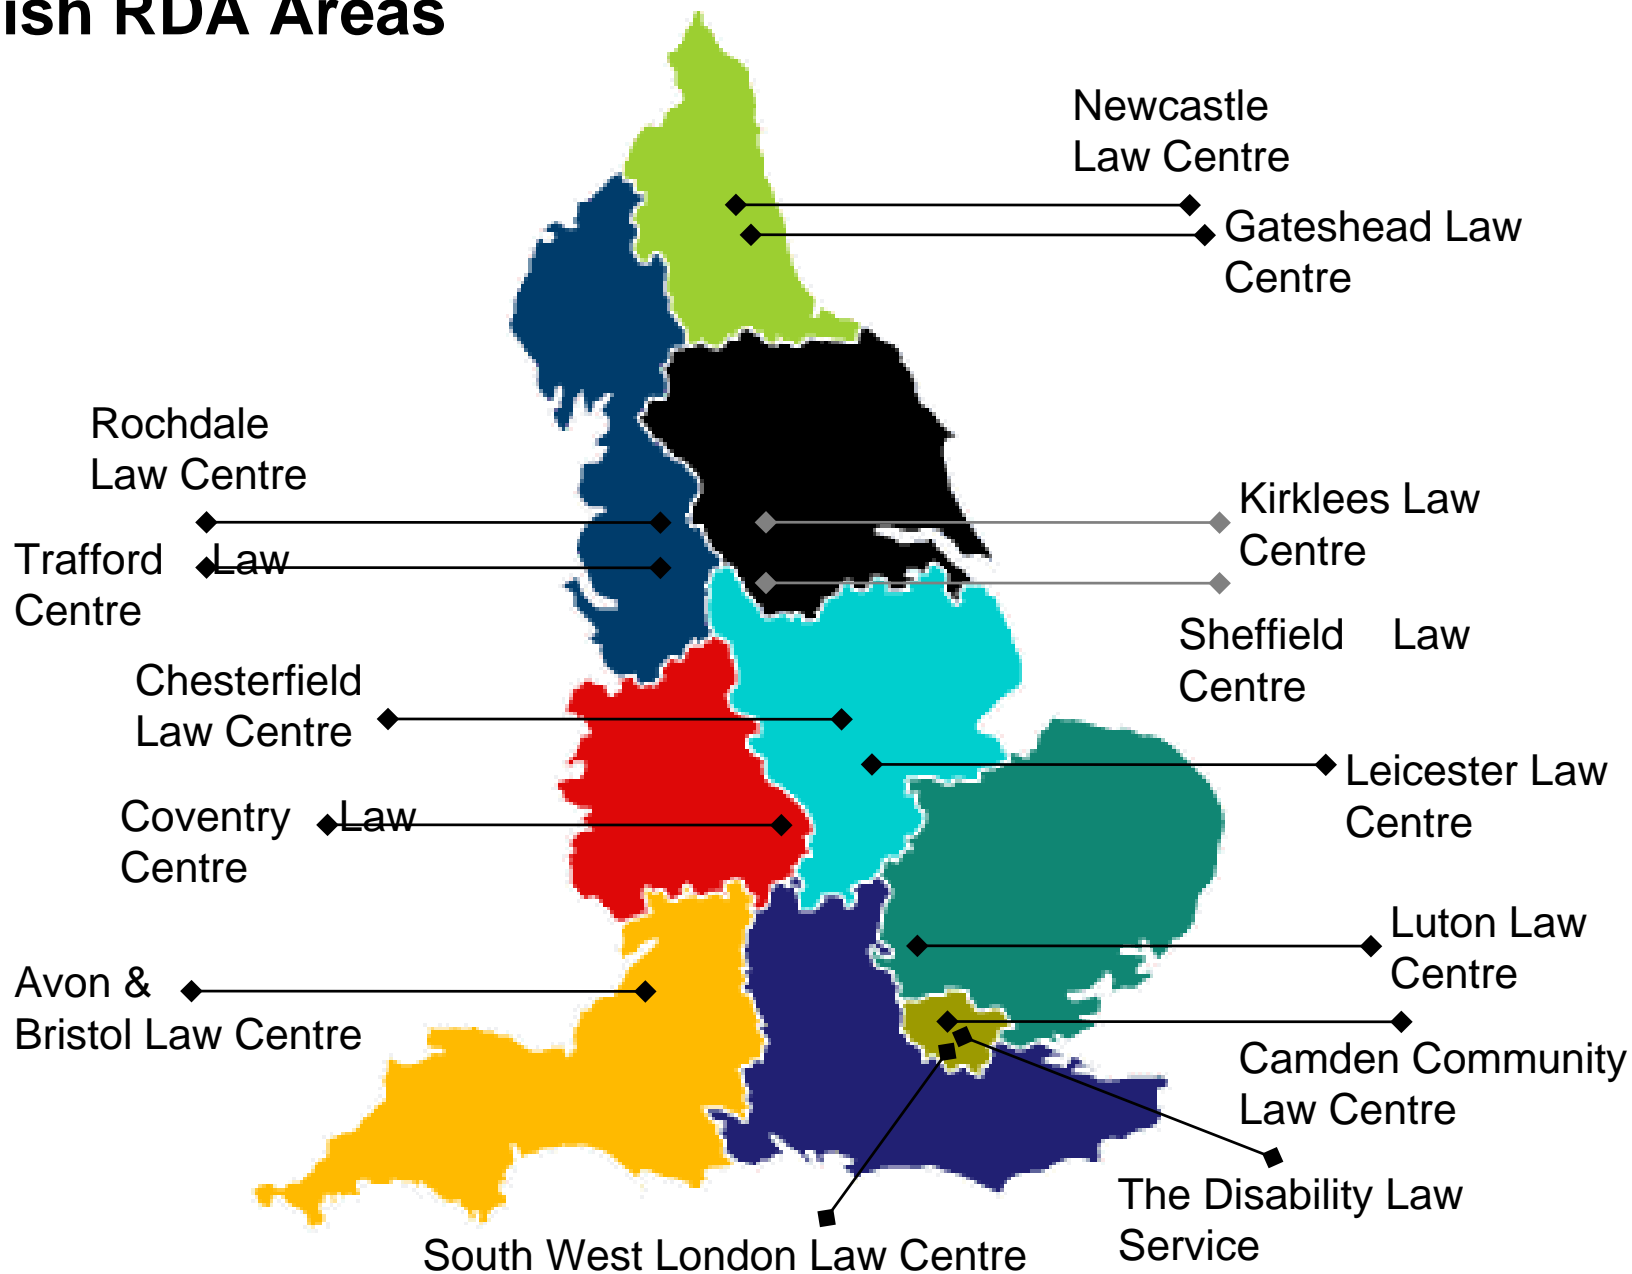 ish RDA Areas
Newcastle
Law Centre
Gateshead Law
Centre
Rochdale
Law Centre
Kirklees Law
Centre
Trafford Law
Centre
Sheffield Law
Centre
Chesterfield
Law Centre
Leicester Law
Centre
Coventry Law
Centre
Luton Law
Centre
Avon &
Bristol Law Centre
Camden Community
Law Centre
The Disability Law
Service
South West London Law Centre